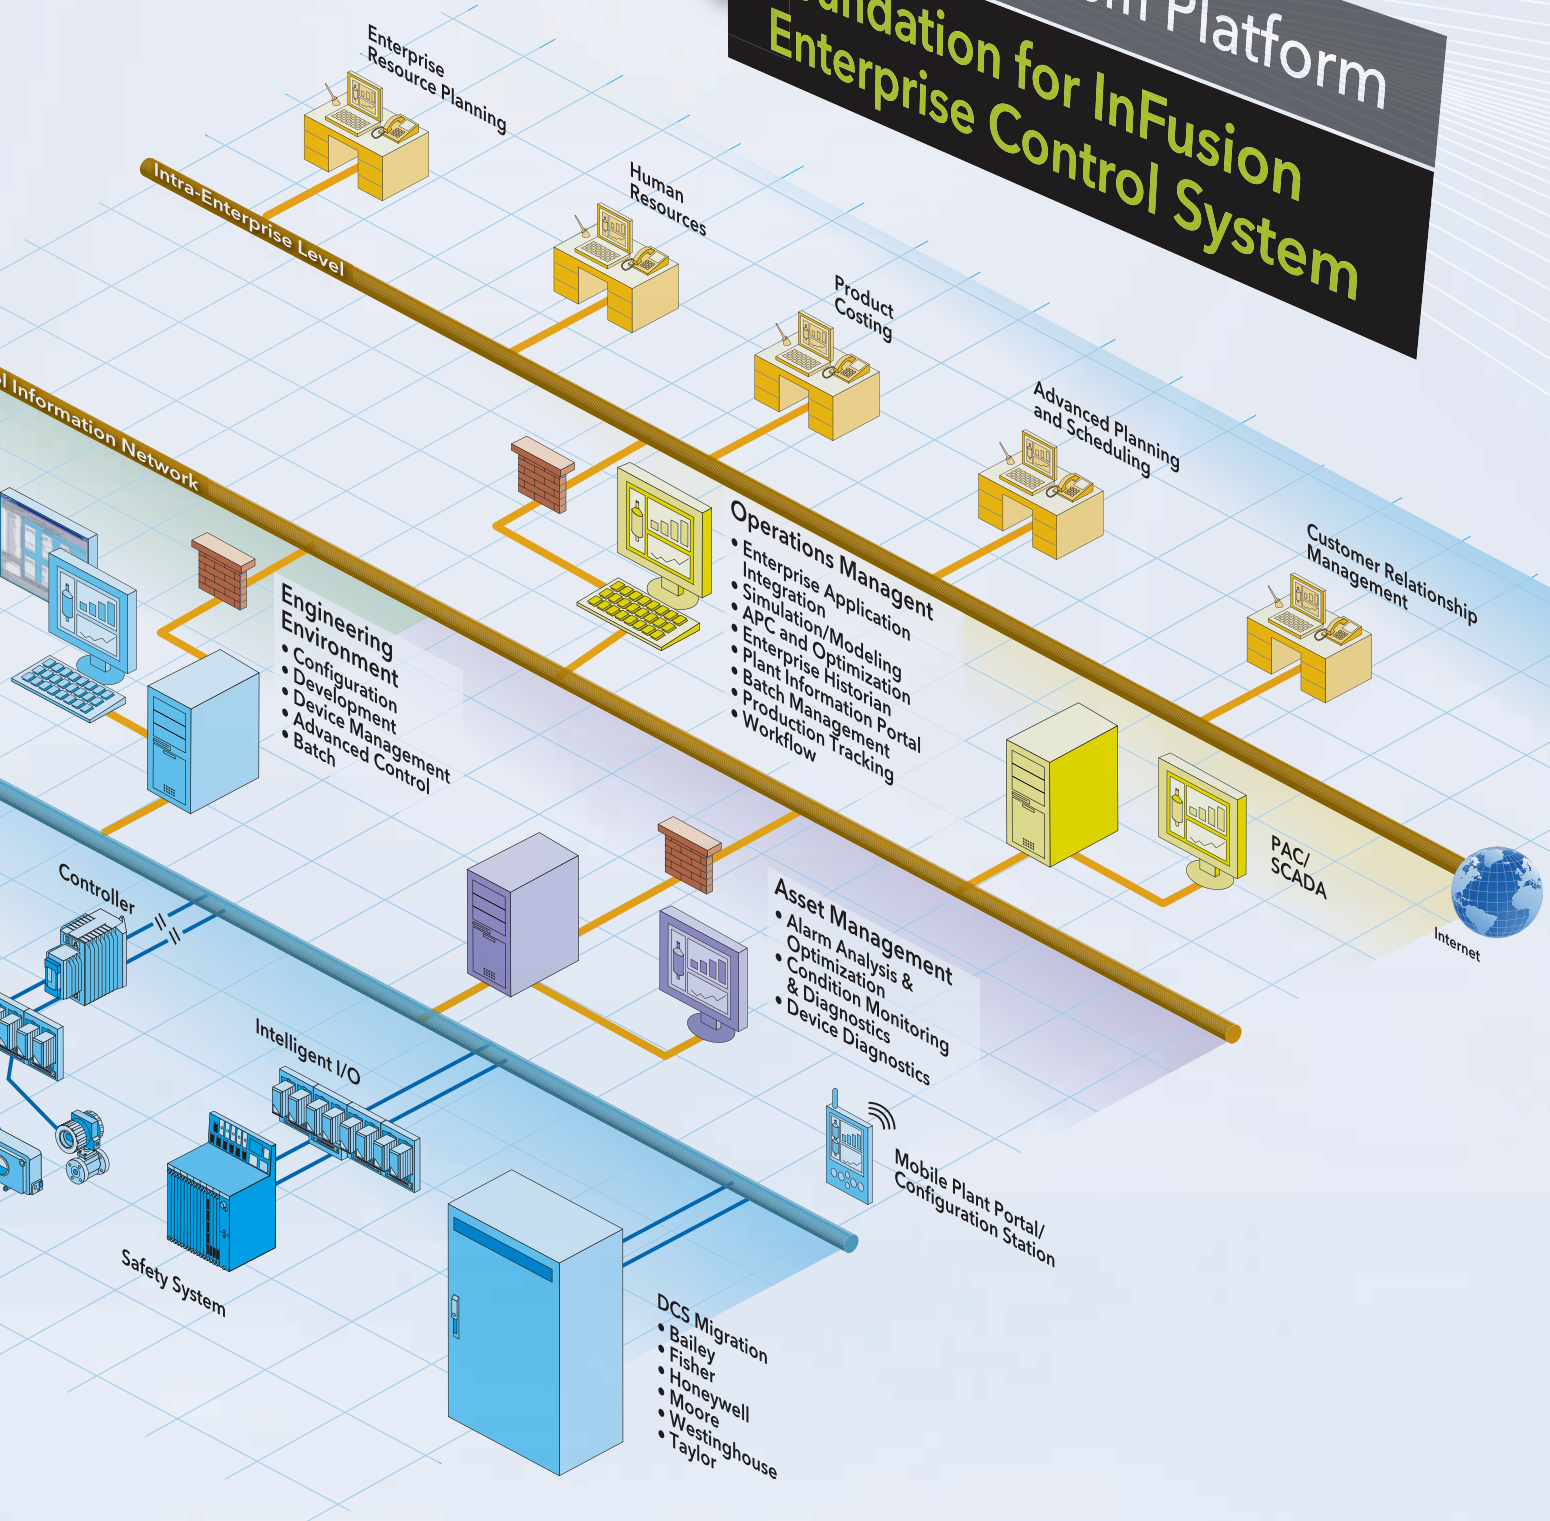 Platform
for InFusion
Enterprise Control System
Enterprise
Resource Planning
Intra-Enterprise Level
Human
Resources
Product
Costing
Advanced Planning
and Scheduling
Customer Relationship
Management
Information Network
Operations Managent
• Enterprise Application
Integration
• Simulation/Modeling
• APC and Optimization
• Enterprise Historian
• Plant Information Portal
• Batch Management
• Production Tracking
• Workflow
Engineering
Environment
• Configuration
• Development
• Device Management
• Advanced Control
• Batch
PAC/
SCADA
Internet
Controller
Asset Management
• Alarm Analysis &
Optimization
• Condition Monitoring
& Diagnostics
• Device Diagnostics
Intelligent I/O
Mobile Plant Portal/
Configuration Station
Safety System
DCS Migration
• Bailey
• Fisher
• Honeywell
• Moore
• Westinghouse
• Taylor